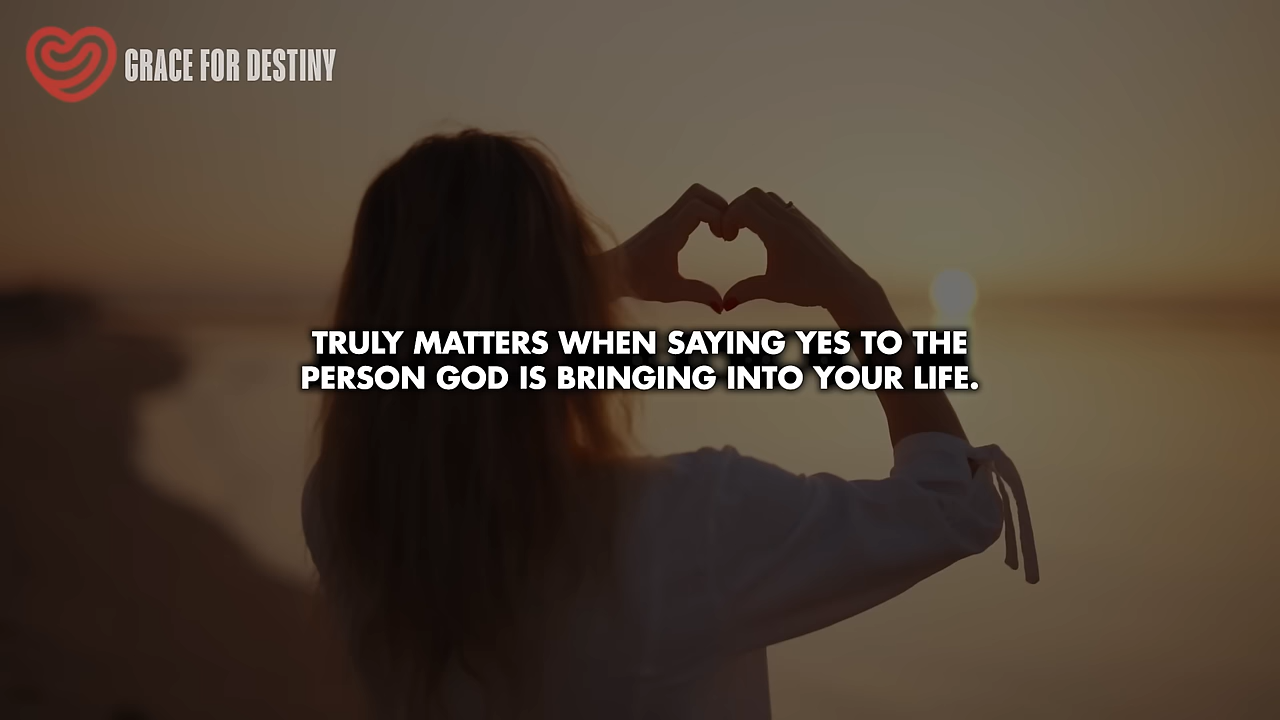 GRACE FOR DESTINY
TRULY MATTERS WHEN SAYING YES TO THE
PERSON GOD IS BRINGING INTO YOUR LIFE.